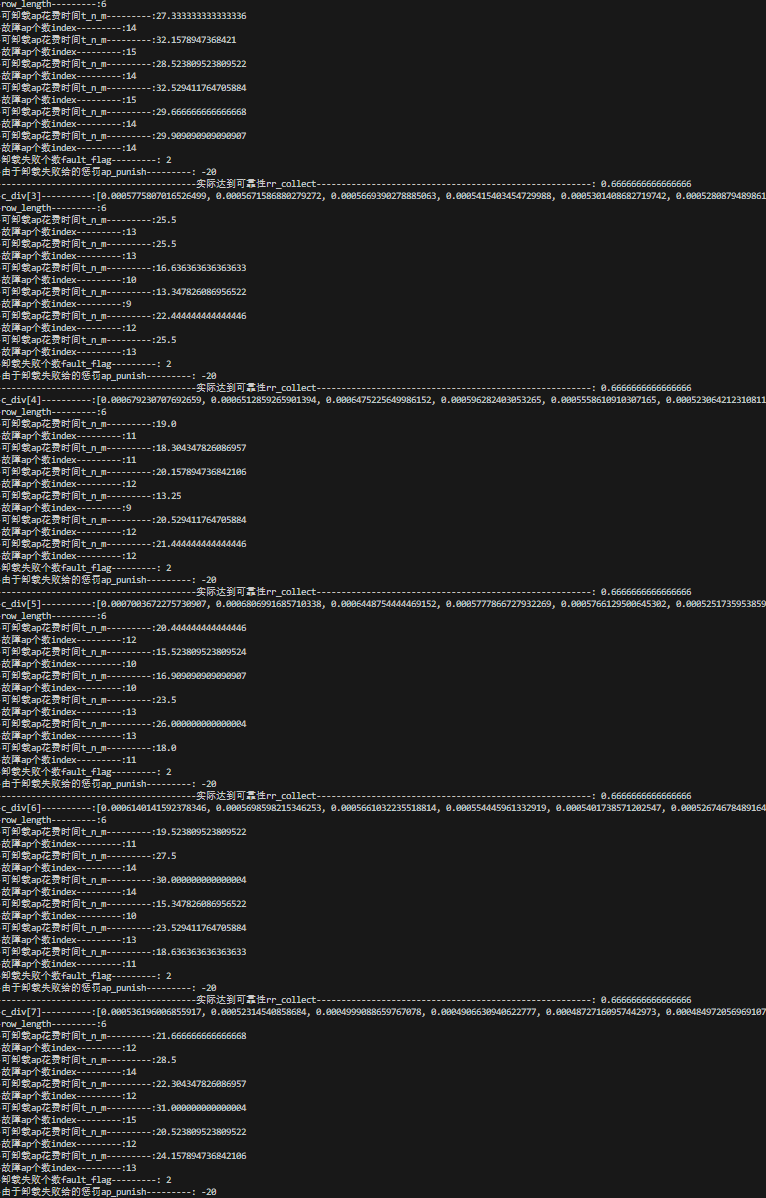 row_length---------:6
可卸载ap花费时间t_n_m---------:27.333333333333336
故障ap个数index---------:14
可卸载ap花费时间t_n_m---------:32.1578947368421
故障ap个数index---------:15
可卸载ap花费时间t_n_m---------:28.523809523809522
故障ap个数index---------:14
可卸载ap花费时间t_n_m---------:32.529411764705884
故障ap个数index---------:15
可卸载ap花费时间t_n_m---------:29.666666666666668
故障ap个数index---------:14
可卸载ap花费时间t_n_m---------:29.909090909090907
故障ap个数index---------:14
卸载失败个数fault_flag---------: 2
由于卸载失败给的惩罚ap_punish---------: -20
---------------------------------------实际达到可靠性rr_collect-------------------------------------------------------: 0.6666666666666666
c_div[3]----------:[0.0005775807016526499, 0.0005671586880279272, 0.0005669390278885063, 0.0005415403454729988, 0.0005301408682719742, 0.0005280879489861
row_length---------:6
可卸载ap花费时间t_n_m---------:25.5
故障ap个数index---------:13
可卸载ap花费时间t_n_m---------:25.5
故障ap个数index---------:13
可卸载ap花费时间t_n_m---------:16.636363636363633
故障ap个数index---------:10
可卸载ap花费时间t_n_m---------:13.347826086956522
故障ap个数index---------:9
可卸载ap花费时间t_n_m---------:22.444444444444446
故障ap个数index---------:12
可卸载ap花费时间t_n_m---------:25.5
故障ap个数index---------:13
卸载失败个数fault_flag---------: 2
由于卸载失败给的惩罚ap_punish---------: -20
---------------------------------------实际达到可靠性rr_collect-------------------------------------------------------: 0.6666666666666666
c_div[4]----------:[0.000679230707692659, 0.0006512859265901394, 0.0006475225649986152, 0.000596282403053265, 0.0005558610910307165, 0.0005230642123108​11
row_length---------:6
可卸载ap花费时间t_n_m---------:19.0
故障ap个数index---------:11
可卸载ap花费时间t_n_m---------:18.304347826086957
故障ap个数index---------:11
可卸载ap花费时间t_n_m---------:20.157894736842106
故障ap个数index---------:12
可卸载ap花费时间t_n_m---------:13.25
故障ap个数index---------:9
可卸载ap花费时间t_n_m---------:20.529411764705884
故障ap个数index---------:12
可卸载ap花费时间t_n_m---------:21.444444444444446
故障ap个数index---------:12
卸载失败个数fault_flag---------: 2
由于卸载失败给的惩罚ap_punish---------: -20
---------------------------------------实际达到可靠性rr_collect-------------------------------------------------------: 0.6666666666666666
c_div[5]----------:[0.0007003672275730907, 0.0006806991685710338, 0.0006448754444469152, 0.0005777866727932269, 0.0005766129500645302, 0.0005251735953859
row_length---------:6
可卸载ap花费时间t_n_m---------:20.444444444444446
故障ap个数index---------:12
可卸载ap花费时间t_n_m---------:15.523809523809524
故障ap个数index---------:10
可卸载ap花费时间t_n_m---------:16.909090909090907
故障ap个数index---------:10
可卸载ap花费时间t_n_m---------:23.5
故障ap个数index---------:13
可卸载ap花费时间t_n_m---------:26.000000000000004
故障ap个数index---------:13
可卸载ap花费时间t_n_m---------:18.0
故障ap个数index---------:11
卸载失败个数fault_flag---------: 2
由于卸载失败给的惩罚ap_punish---------: -20
---------------------------------------实际达到可靠性rr_collect-------------------------------------------------------: 0.6666666666666666
c_div[6]----------:[0.0006140141592378346, 0.0005698598215346253, 0.0005661032235518814, 0.000554445961332919, 0.0005401738571202547, 0.00052674678489164
row_length---------:6
可卸载ap花费时间t_n_m---------:19.523809523809522
故障ap个数index---------:11
可卸载ap花费时间t_n_m---------:27.5
故障ap个数index---------:14
可卸载ap花费时间t_n_m---------:30.000000000000004
故障ap个数index---------:14
可卸载ap花费时间t_n_m---------:15.347826086956522
故障ap个数index---------:10
可卸载ap花费时间t_n_m---------:23.529411764705884
故障ap个数index---------:13
可卸载ap花费时间t_n_m---------:18.636363636363633
故障ap个数index---------:11
卸载失败个数fault_flag---------: 2
由于卸载失败给的惩罚ap_punish---------: -20
---------------------------------------实际达到可靠性rr_collect-------------------------------------------------------: 0.6666666666666666
c_div[7]----------:[0.000536196006855917, 0.00052314540858684, 0.0004999088659767078, 0.0004906630940622777, 0.00048727160957442973, 0.000484972056969107
row_length---------:6
可卸载ap花费时间t_n_m---------:21.666666666666668
故障ap个数index---------:12
可卸载ap花费时间t_n_m---------:28.5
故障ap个数index---------:14
可卸载ap花费时间t_n_m---------:22.304347826086957
故障ap个数index---------:12
可卸载ap花费时间t_n_m---------:31.000000000000004
故障ap个数index---------:15
可卸载ap花费时间t_n_m---------:20.523809523809522
故障ap个数index---------:12
可卸载ap花费时间t_n_m---------:24.157894736842106
故障ap个数index---------:13
卸载失败个数fault_flag---------: 2
由于卸载失败给的惩罚ap_punish---------: -20